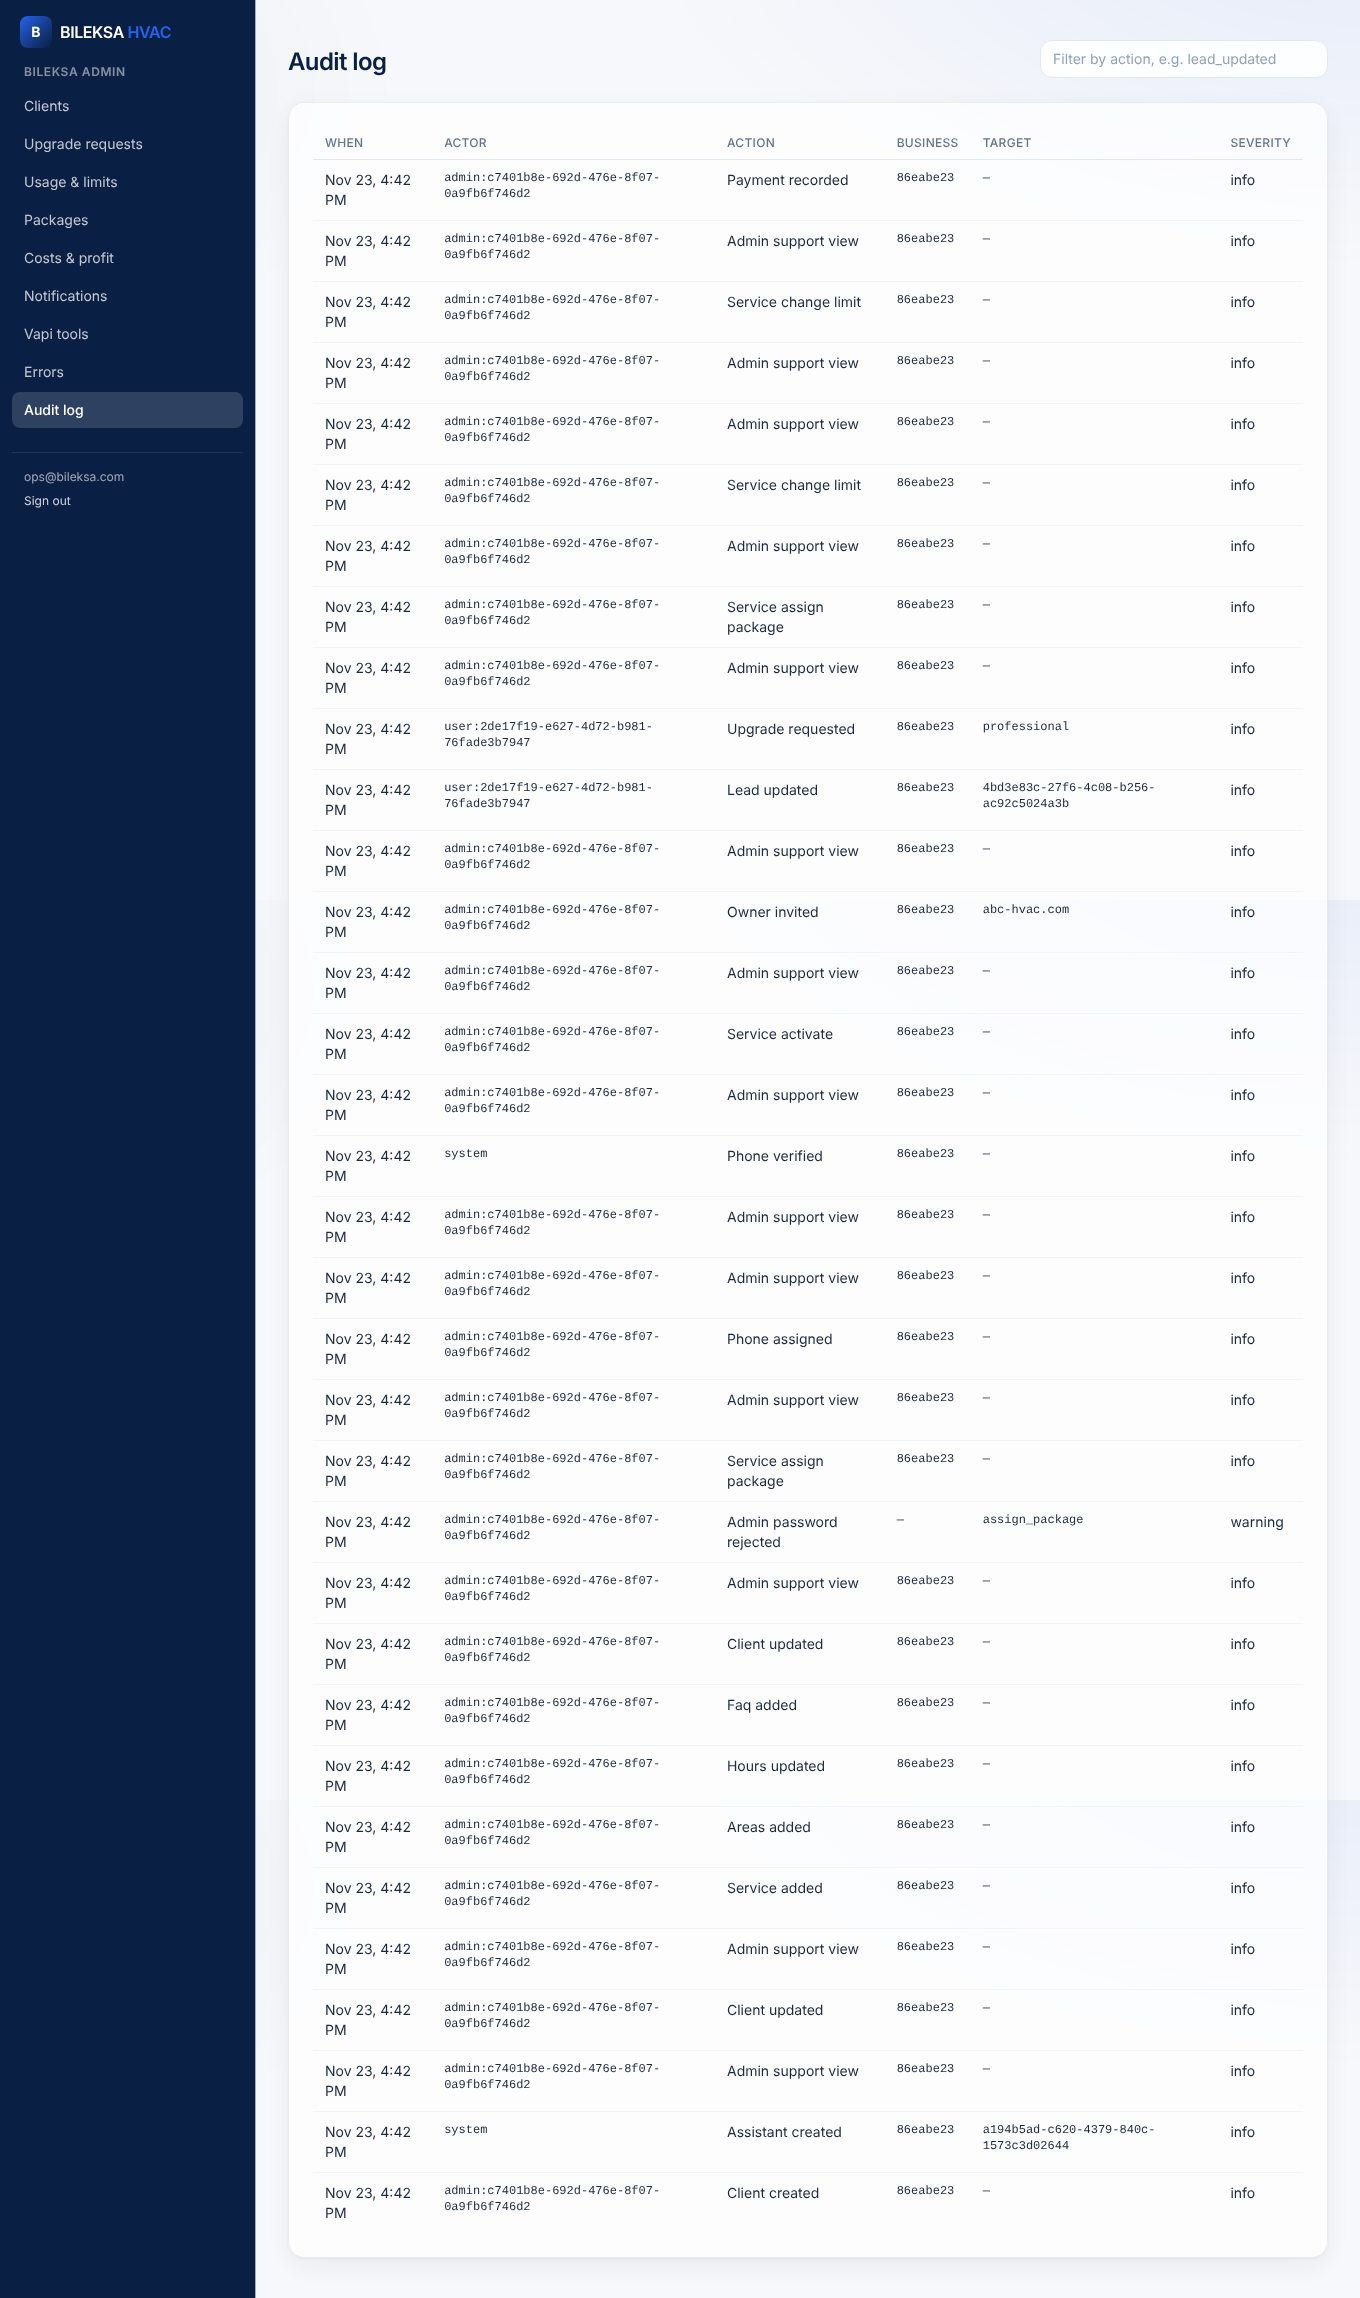 B BILEKSA HVAC
BILEKSA ADMIN
Clients
Upgrade requests
Usage & limits
Packages
Costs & profit
Notifications
Vapi tools
Errors
Audit log
ops@bileksa.com
Sign out
Audit log
Filter by action, e.g. lead_updated
WHEN ACTOR ACTION BUSINESS TARGET SEVERITY
Nov 23, 4:42 admin:c7401b8e-692d-476e-8f07- Payment recorded 86eabe23 — info
PM 0a9fb6f746d2
Nov 23, 4:42 admin:c7401b8e-692d-476e-8f07- Admin support view 86eabe23 — info
PM 0a9fb6f746d2
Nov 23, 4:42 admin:c7401b8e-692d-476e-8f07- Service change limit 86eabe23 — info
PM 0a9fb6f746d2
Nov 23, 4:42 admin:c7401b8e-692d-476e-8f07- Admin support view 86eabe23 — info
PM 0a9fb6f746d2
Nov 23, 4:42 admin:c7401b8e-692d-476e-8f07- Admin support view 86eabe23 — info
PM 0a9fb6f746d2
Nov 23, 4:42 admin:c7401b8e-692d-476e-8f07- Service change limit 86eabe23 — info
PM 0a9fb6f746d2
Nov 23, 4:42 admin:c7401b8e-692d-476e-8f07- Admin support view 86eabe23 — info
PM 0a9fb6f746d2
Nov 23, 4:42 admin:c7401b8e-692d-476e-8f07- Service assign 86eabe23 — info
PM 0a9fb6f746d2 package
Nov 23, 4:42 admin:c7401b8e-692d-476e-8f07- Admin support view 86eabe23 — info
PM 0a9fb6f746d2
Nov 23, 4:42 user:2de17f19-e627-4d72-b981- Upgrade requested 86eabe23 professional info
PM 76fade3b7947
Nov 23, 4:42 user:2de17f19-e627-4d72-b981- Lead updated 86eabe23 4bd3e83c-27f6-4c08-b256- info
PM 76fade3b7947 ac92c5024a3b
Nov 23, 4:42 admin:c7401b8e-692d-476e-8f07- Admin support view 86eabe23 — info
PM 0a9fb6f746d2
Nov 23, 4:42 admin:c7401b8e-692d-476e-8f07- Owner invited 86eabe23 abc-hvac.com info
PM 0a9fb6f746d2
Nov 23, 4:42 admin:c7401b8e-692d-476e-8f07- Admin support view 86eabe23 — info
PM 0a9fb6f746d2
Nov 23, 4:42 admin:c7401b8e-692d-476e-8f07- Service activate 86eabe23 — info
PM 0a9fb6f746d2
Nov 23, 4:42 admin:c7401b8e-692d-476e-8f07- Admin support view 86eabe23 — info
PM 0a9fb6f746d2
Nov 23, 4:42 system Phone verified 86eabe23 — info
PM
Nov 23, 4:42 admin:c7401b8e-692d-476e-8f07- Admin support view 86eabe23 — info
PM 0a9fb6f746d2
Nov 23, 4:42 admin:c7401b8e-692d-476e-8f07- Admin support view 86eabe23 — info
PM 0a9fb6f746d2
Nov 23, 4:42 admin:c7401b8e-692d-476e-8f07- Phone assigned 86eabe23 — info
PM 0a9fb6f746d2
Nov 23, 4:42 admin:c7401b8e-692d-476e-8f07- Admin support view 86eabe23 — info
PM 0a9fb6f746d2
Nov 23, 4:42 admin:c7401b8e-692d-476e-8f07- Service assign 86eabe23 — info
PM 0a9fb6f746d2 package
Nov 23, 4:42 admin:c7401b8e-692d-476e-8f07- Admin password — assign_package warning
PM 0a9fb6f746d2 rejected
Nov 23, 4:42 admin:c7401b8e-692d-476e-8f07- Admin support view 86eabe23 — info
PM 0a9fb6f746d2
Nov 23, 4:42 admin:c7401b8e-692d-476e-8f07- Client updated 86eabe23 — info
PM 0a9fb6f746d2
Nov 23, 4:42 admin:c7401b8e-692d-476e-8f07- Faq added 86eabe23 — info
PM 0a9fb6f746d2
Nov 23, 4:42 admin:c7401b8e-692d-476e-8f07- Hours updated 86eabe23 — info
PM 0a9fb6f746d2
Nov 23, 4:42 admin:c7401b8e-692d-476e-8f07- Areas added 86eabe23 — info
PM 0a9fb6f746d2
Nov 23, 4:42 admin:c7401b8e-692d-476e-8f07- Service added 86eabe23 — info
PM 0a9fb6f746d2
Nov 23, 4:42 admin:c7401b8e-692d-476e-8f07- Admin support view 86eabe23 — info
PM 0a9fb6f746d2
Nov 23, 4:42 admin:c7401b8e-692d-476e-8f07- Client updated 86eabe23 — info
PM 0a9fb6f746d2
Nov 23, 4:42 admin:c7401b8e-692d-476e-8f07- Admin support view 86eabe23 — info
PM 0a9fb6f746d2
Nov 23, 4:42 system Assistant created 86eabe23 a194b5ad-c620-4379-840c- info
PM 1573c3d02644
Nov 23, 4:42 admin:c7401b8e-692d-476e-8f07- Client created 86eabe23 — info
PM 0a9fb6f746d2